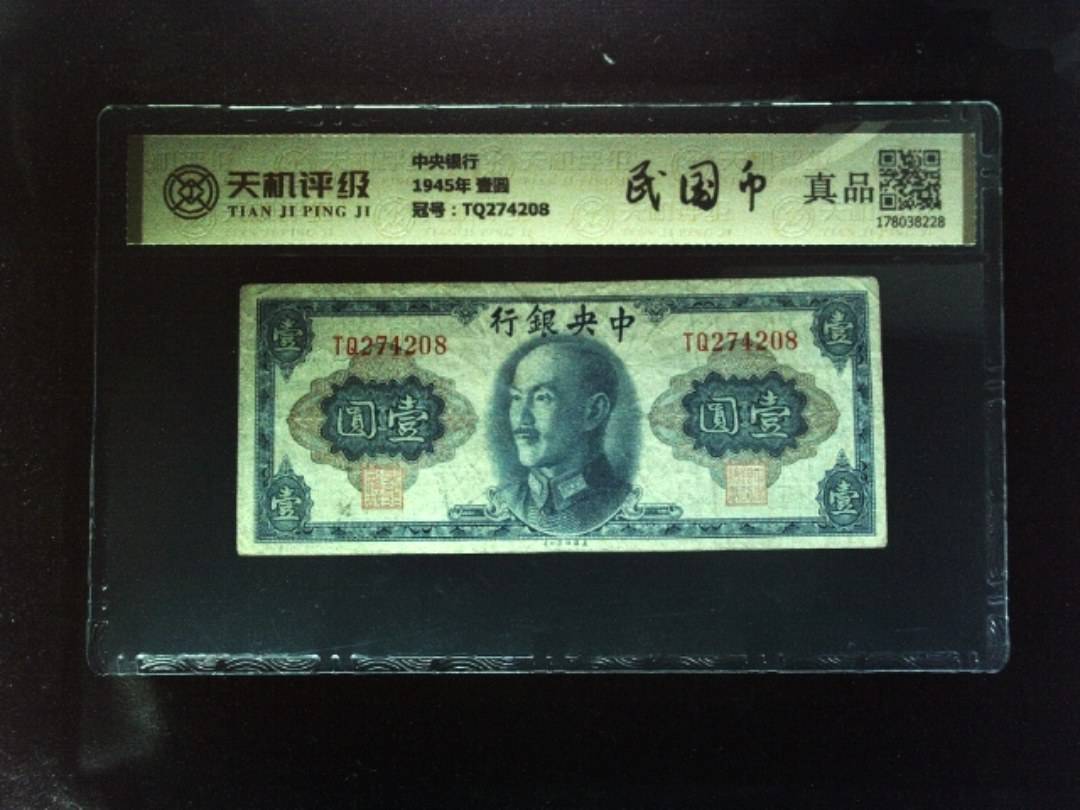 天机评级
TIAN JI PING JI
中央银行
1945年 壹圆
冠号：TQ274208
民国币
真品
178038228
行銀央中
TQ274208
TQ274208
壹
壹
圓壹
圓壹
壹
壹